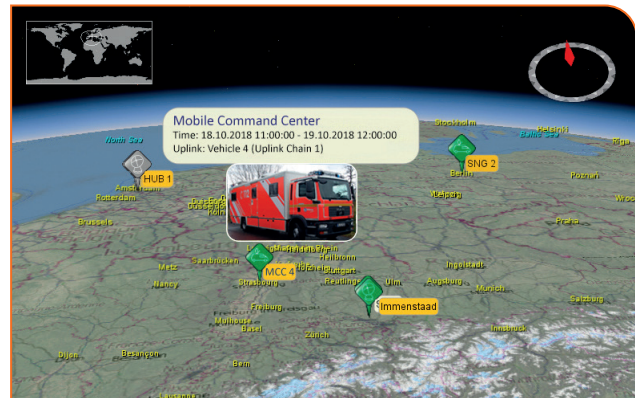 Mobile Command Center
Time: 18.10.2018 11:00:00 - 19.10.2018 12:00:00
Uplink: Vehicle 4 (Uplink Chain 1)
Stockholm
Helsinki
Baltic Sea
Riga
North Sea
HUB 1
SNG 2
Amsterdam
Berlin
Rotterdam
Poznań
Leipzig
Brussels
Praha
Heilbronn
Metz
Saarbrücken
MCC 4
Stuttgart
Ingolstadt
Nancy
Strasbourg
Reutlingen
Ulm
Augsburg
Munich
Immenstaad
Freiburg
Salzburg
Mulhouse
Basel
Zürich
Innsbruck
Dijon
Besançon
Bern
Lausanne